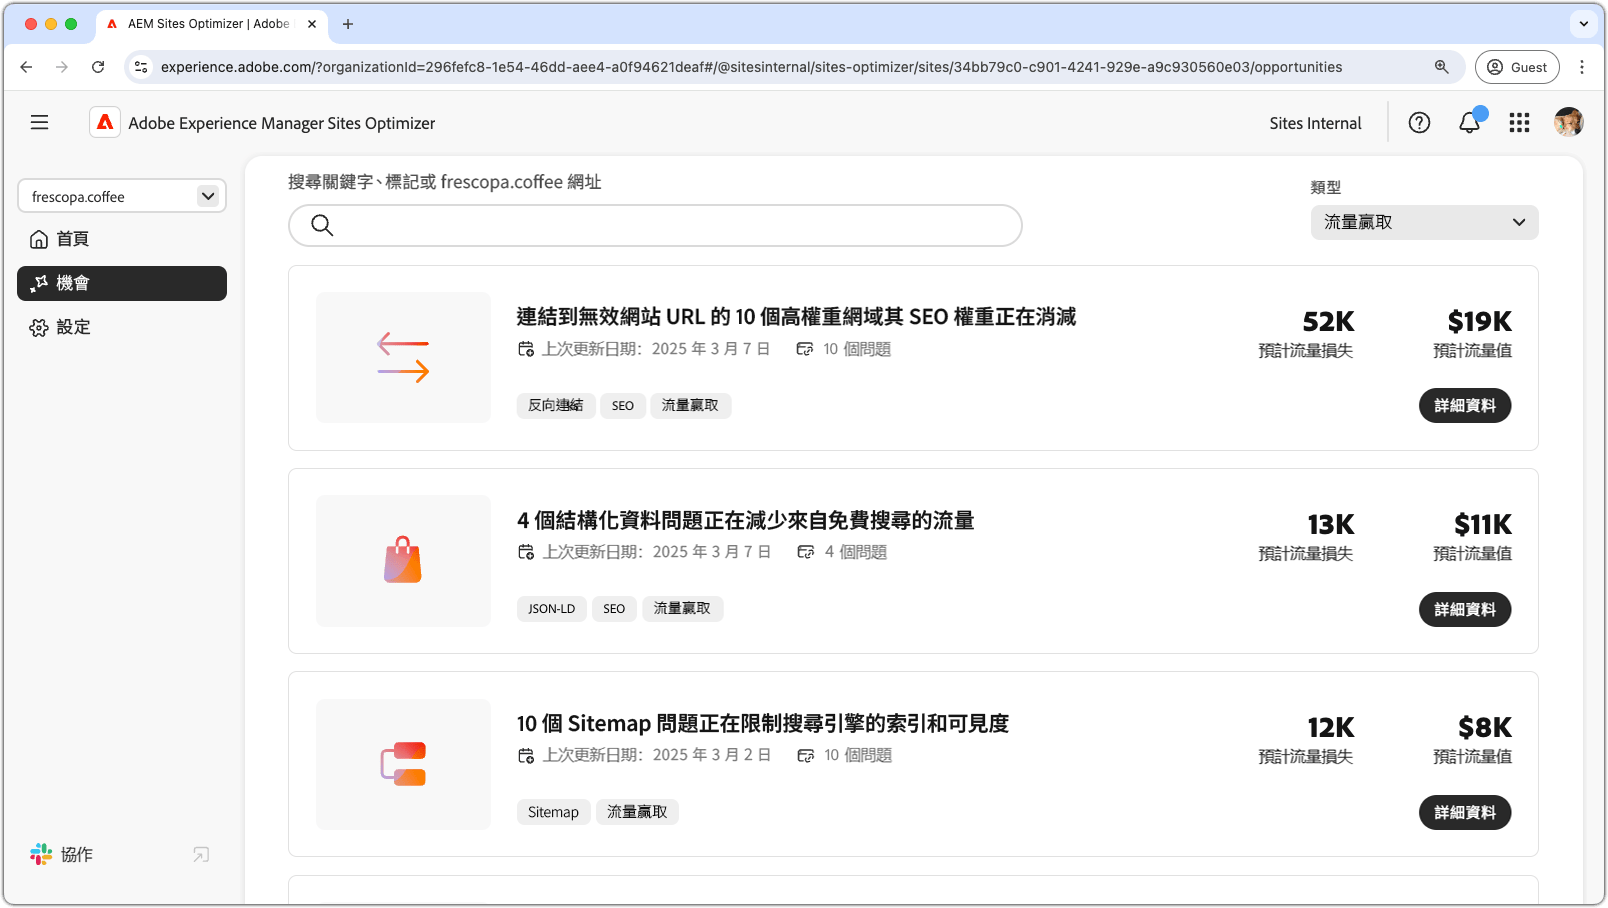 AEM Sites Optimizer | Adobe
experience.adobe.com/?organizationId=296fefc8-1e54-46dd-aee4-a0f94621deaf#/@sitesinternal/sites-optimizer/sites/34bb79c0-c901-4241-929e-a9c930560e03/opportunities
Guest
Adobe Experience Manager Sites Optimizer
Sites Internal
frescopa.coffee
首頁
機會
設定
協作
搜尋關鍵字、標記或 frescopa.coffee 網址
類型
流量贏取
連結到無效網站 URL 的 10 個高權重網域其 SEO 權重正在消減
上次更新日期： 2025 年 3 月 7 日 10 個問題
反向連結 SEO 流量贏取
52K
預計流量損失
$19K
預計流量值
詳細資料
4 個結構化資料問題正在減少來自免費搜尋的流量
上次更新日期： 2025 年 3 月 7 日 4 個問題
JSON-LD SEO 流量贏取
13K
預計流量損失
$11K
預計流量值
詳細資料
10 個 Sitemap 問題正在限制搜尋引擎的索引和可見度
上次更新日期： 2025 年 3 月 2 日 10 個問題
Sitemap 流量贏取
12K
預計流量損失
$8K
預計流量值
詳細資料